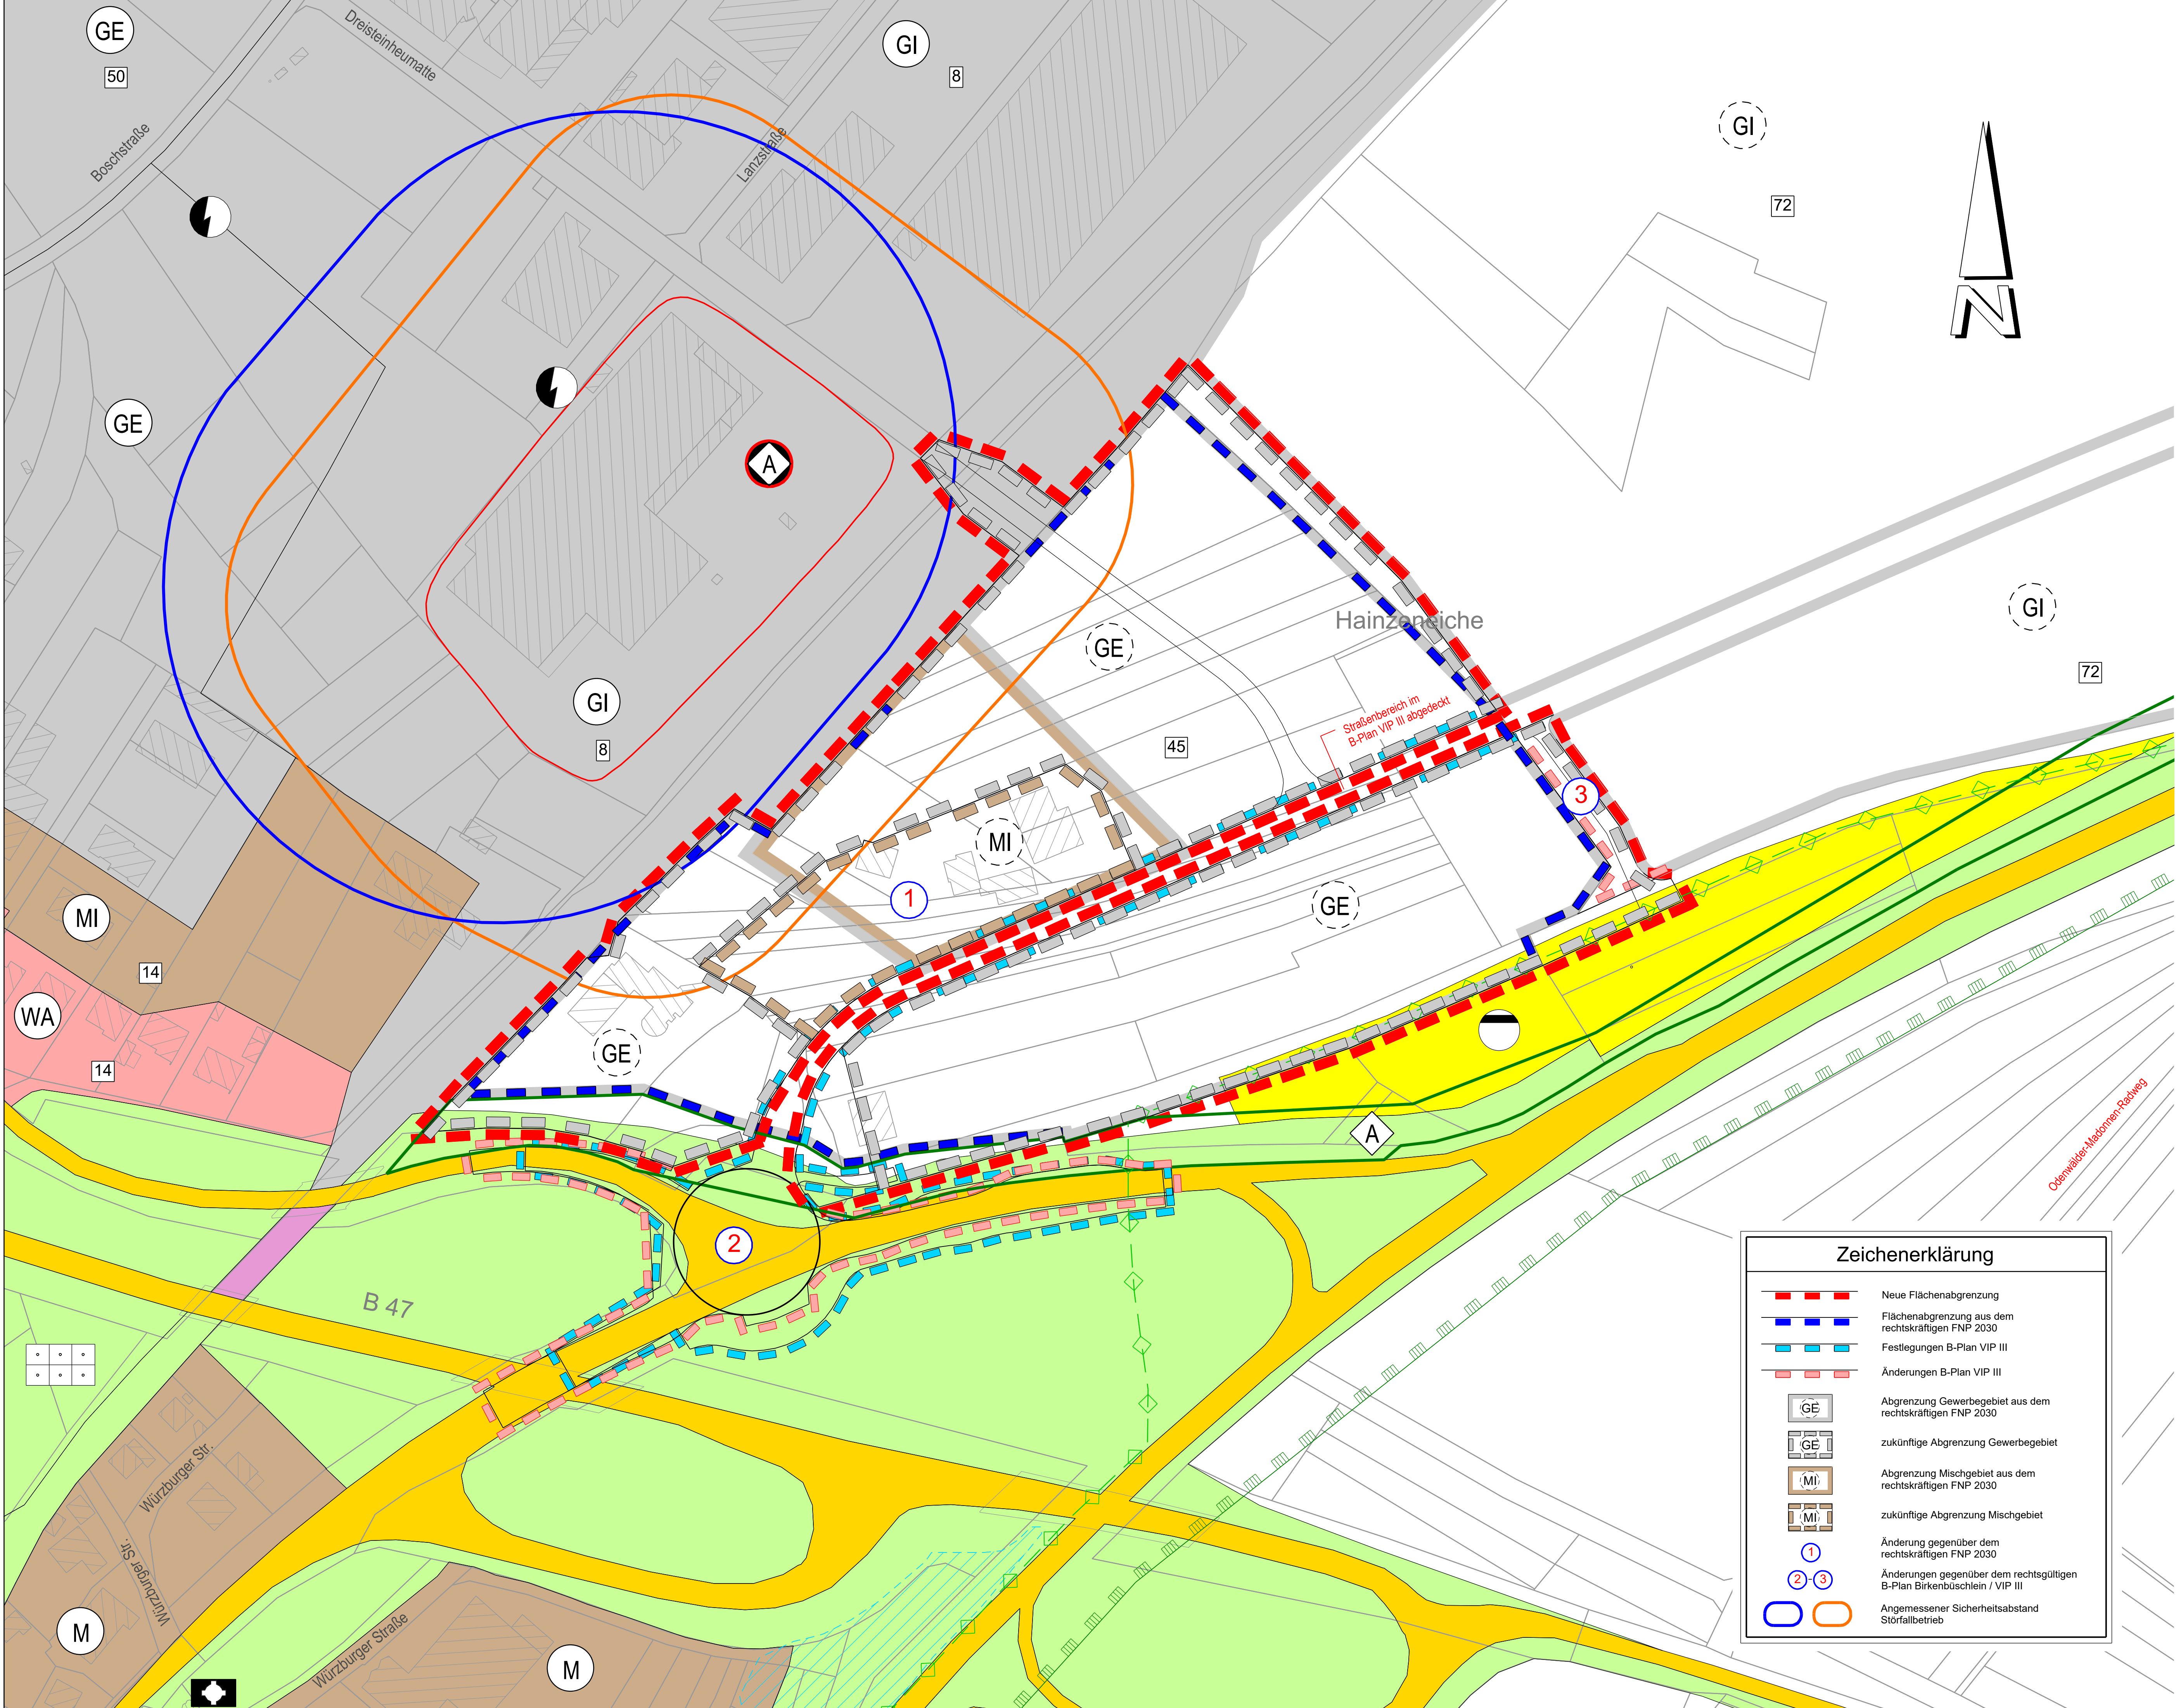 GE
50
Dreisteinheumatte
GI
8
Boschstraße
Lanzstraße
GI
72
N
GE
A
Hainzeneiche
GE
GI
72
GI
8
Straßenbereich im
B-Plan VIP III abgedeckt
45
3
MI
1
GE
MI
14
WA
14
GE
A
Odenwälder-Madonnen-Radweg
2
B 47
Würzburger Str.
Würzburger Str.
Würzburger Straße
M
M
Zeichenerklärung
Neue Flächenabgrenzung
Flächenabgrenzung aus dem
rechtskräftigen FNP 2030
Festlegungen B-Plan VIP III
Änderungen B-Plan VIP III
GE
Abgrenzung Gewerbegebiet aus dem
rechtskräftigen FNP 2030
GE
zukünftige Abgrenzung Gewerbegebiet
MI
Abgrenzung Mischgebiet aus dem
rechtskräftigen FNP 2030
MI
zukünftige Abgrenzung Mischgebiet
1
Änderung gegenüber dem
rechtskräftigen FNP 2030
2 - 3
Änderungen gegenüber dem rechtsgültigen
B-Plan Birkenbüschlein / VIP III
Angemessener Sicherheitsabstand
Störfallbetrieb